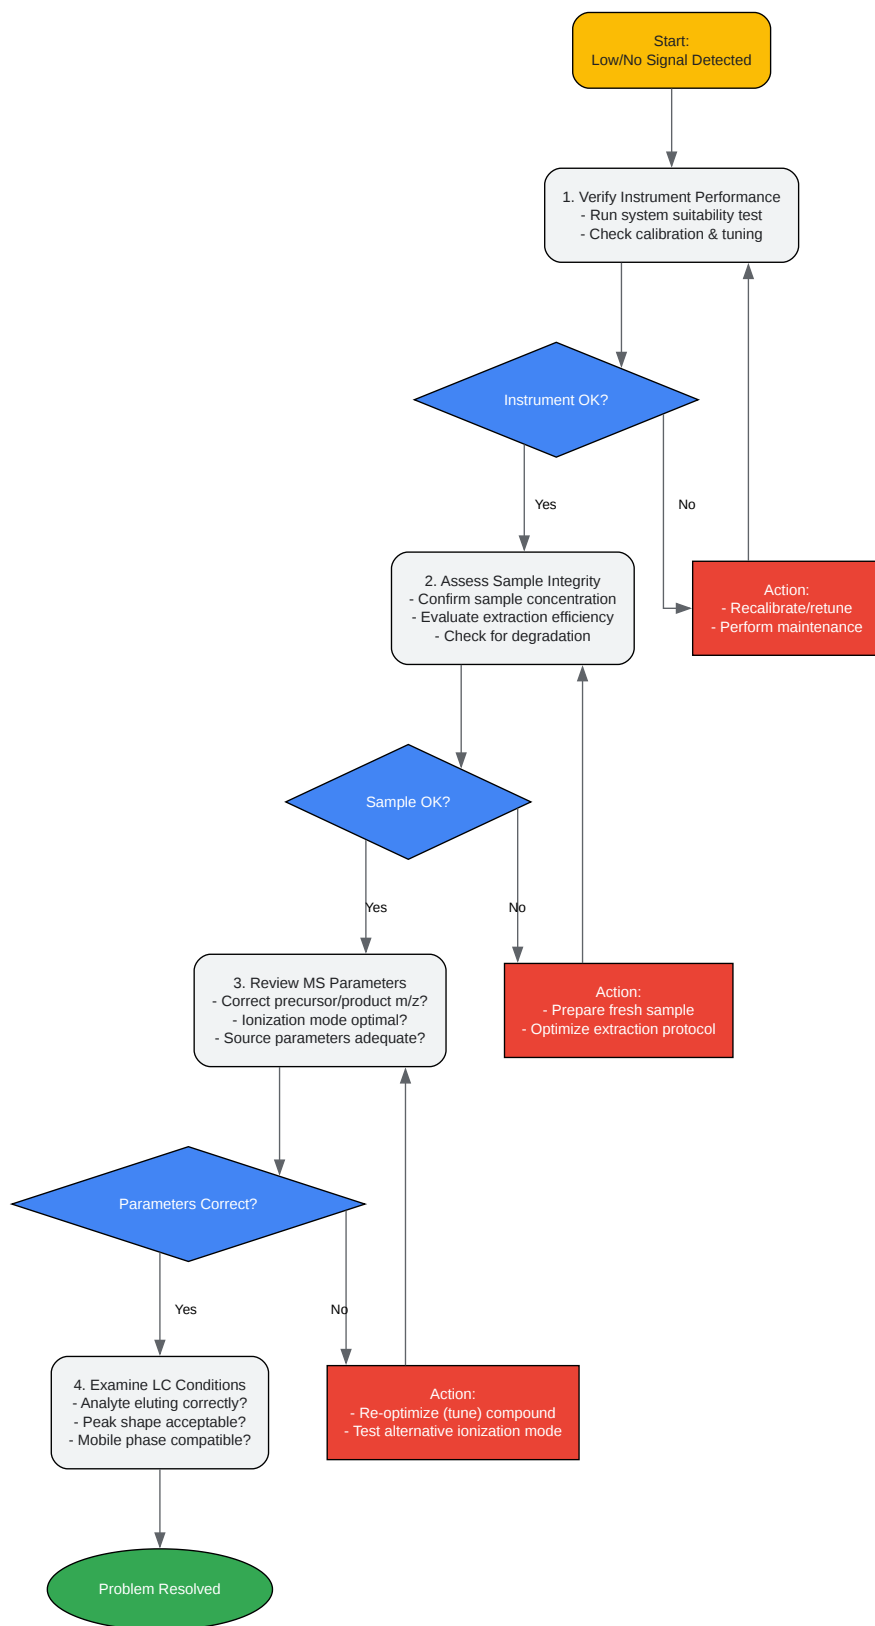 Start:
Low/No Signal Detected
1. Verify Instrument Performance
- Run system suitability test
- Check calibration & tuning
Instrument OK?
Yes
No
2. Assess Sample Integrity
- Confirm sample concentration
- Evaluate extraction efficiency
- Check for degradation
Action:
- Recalibrate/retune
- Perform maintenance
Sample OK?
Yes
No
3. Review MS Parameters
- Correct precursor/product m/z?
- Ionization mode optimal?
- Source parameters adequate?
Action:
- Prepare fresh sample
- Optimize extraction protocol
Parameters Correct?
Yes
No
4. Examine LC Conditions
- Analyte eluting correctly?
- Peak shape acceptable?
- Mobile phase compatible?
Action:
- Re-optimize (tune) compound
- Test alternative ionization mode
Problem Resolved